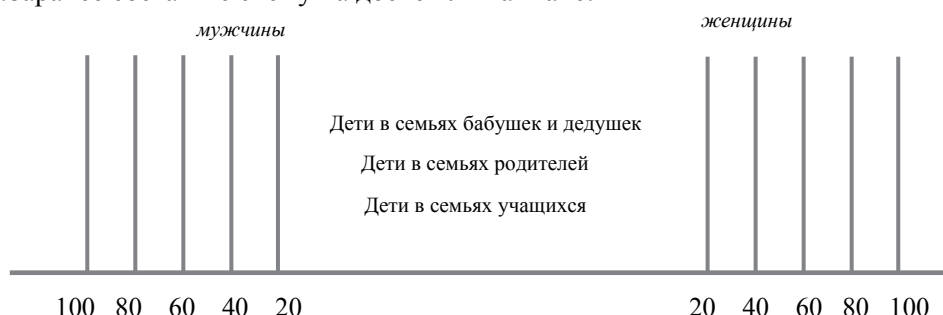 мужчины
женщины
Дети в семьях бабушек и дедушек
Дети в семьях родителей
Дети в семьях учащихся
100 80 60 40 20
20 40 60 80 100